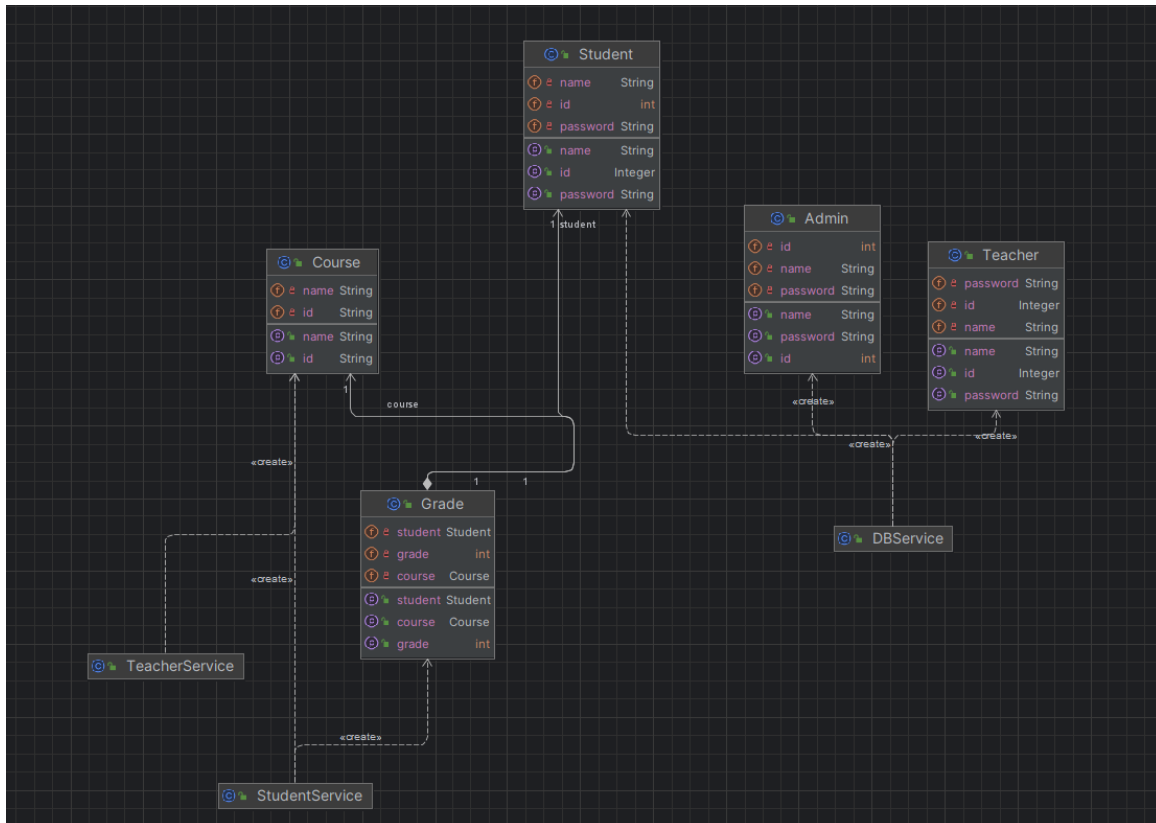 Student
name String
id int
password String
name String
id Integer
password String
1 student
Admin
id int
name String
password String
name String
password String
id int
Teacher
password String
id Integer
name String
name String
id Integer
password String
Course
name String
id String
name String
id String
1
course
«create»
«create»
«create»
«create»
1 1
Grade
student Student
grade int
course Course
student Student
course Course
grade int
DBService
«create»
TeacherService
«create»
StudentService